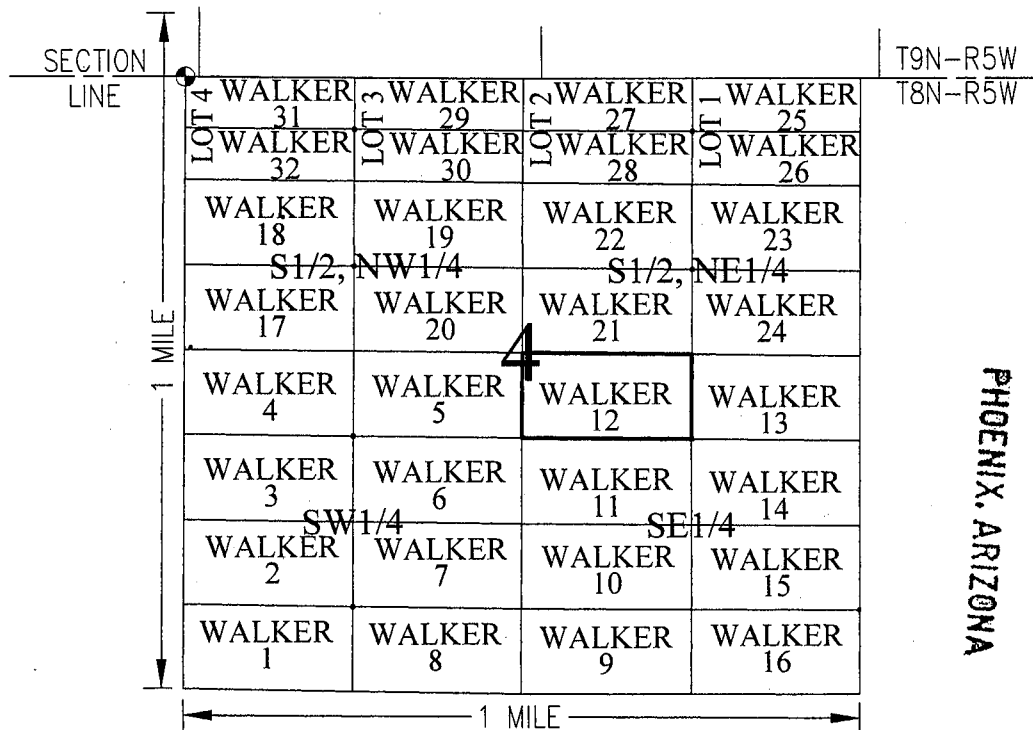 SECTION
LINE
T9N-R5W
T8N-R5W
LOT 4
WALKER
31
LOT 3
WALKER
29
LOT 2
WALKER
27
LOT 1
WALKER
25
WALKER
32
WALKER
30
WALKER
28
WALKER
26
WALKER
18
WALKER
19
WALKER
22
WALKER
23
S1/2, NW1/4
S1/2, NE1/4
WALKER
17
WALKER
20
WALKER
21
WALKER
24
4
1 MILE
WALKER
4
WALKER
5
WALKER
12
WALKER
13
WALKER
3
WALKER
6
WALKER
11
WALKER
14
SW1/4
SE1/4
WALKER
2
WALKER
7
WALKER
10
WALKER
15
WALKER
1
WALKER
8
WALKER
9
WALKER
16
1 MILE
PHOENIX, ARIZONA